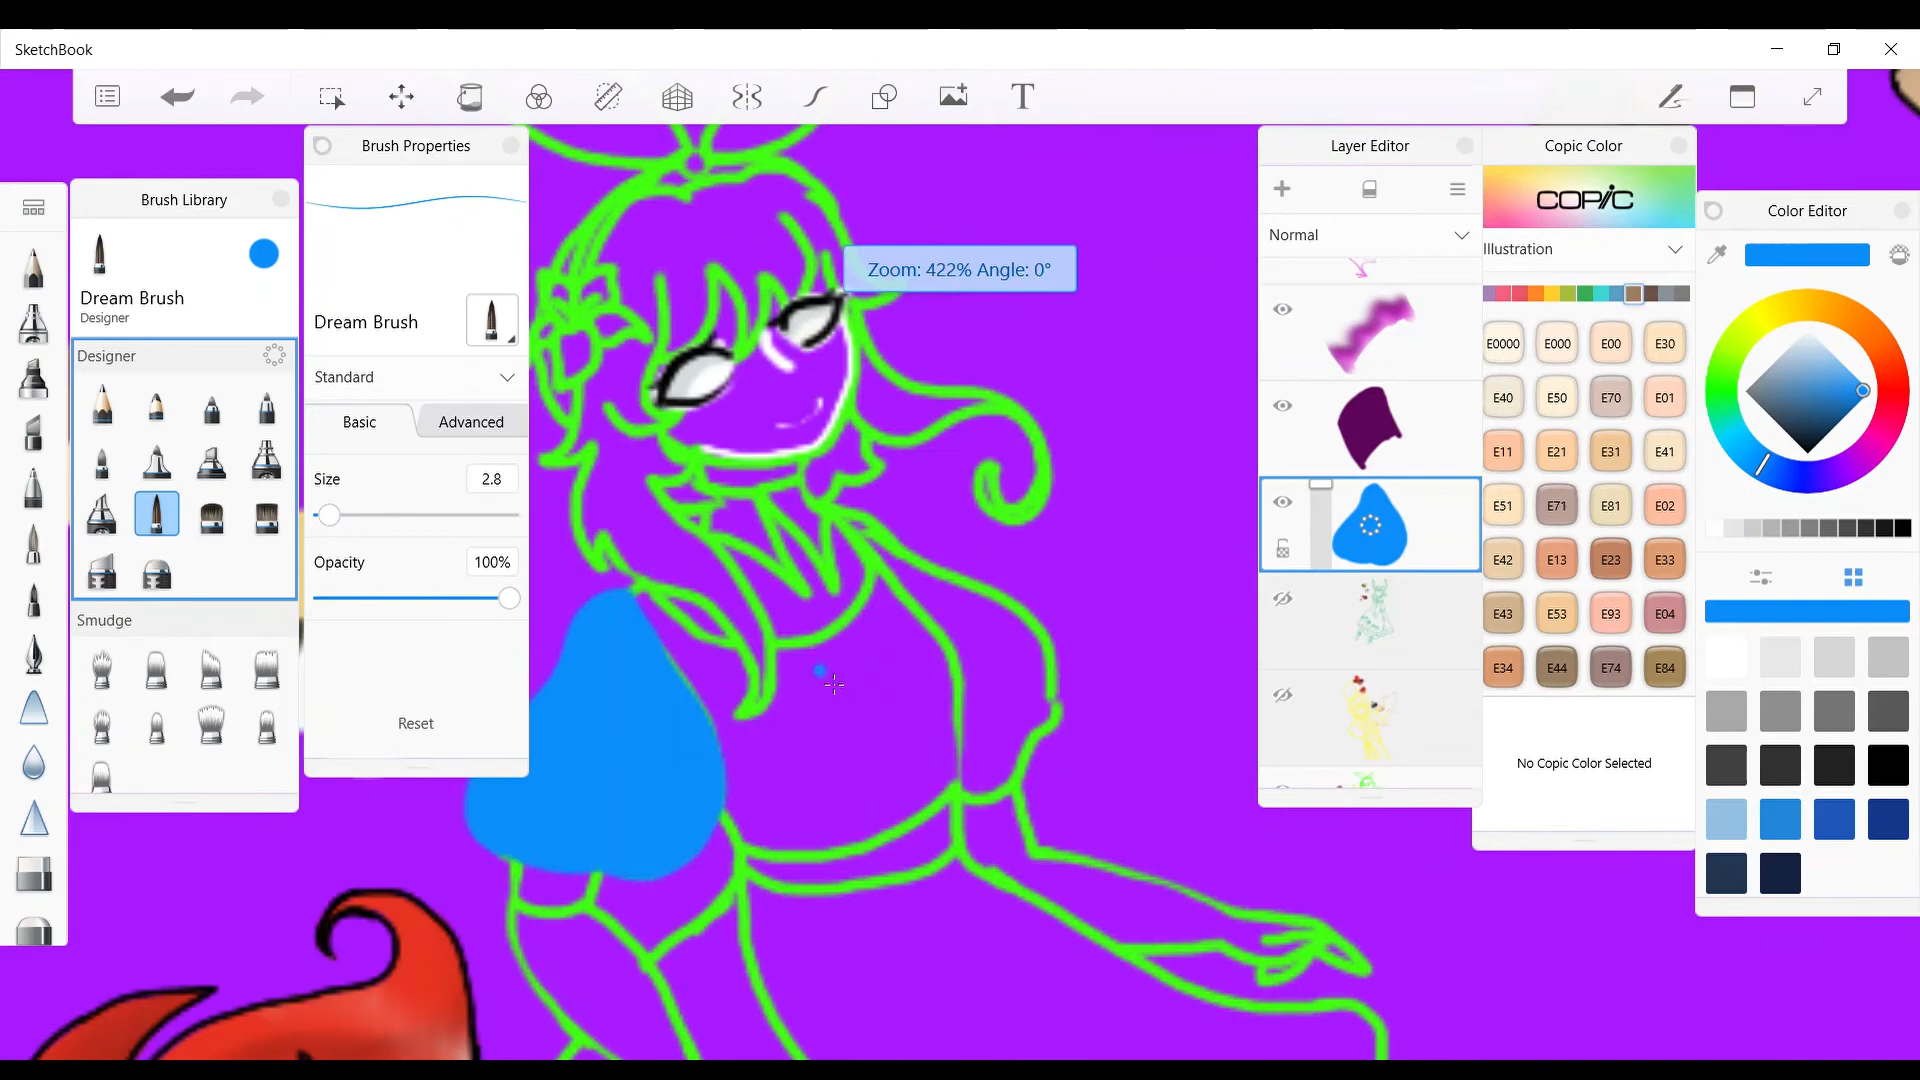 SketchBook
Brush Library
Dream Brush
Designer
Designer
Smudge
Brush Properties
Dream Brush
Standard
Basic
Advanced
Size
2.8
Opacity
100%
Reset
Zoom: 422% Angle: 0°
Layer Editor
Normal
Copic Color
COPIC
Illustration
E0000 E000 E00 E30
E40 E50 E70 E01
E11 E21 E31 E41
E51 E71 E81 E02
E42 E13 E23 E33
E43 E53 E93 E04
E34 E44 E74 E84
No Copic Color Selected
Color Editor